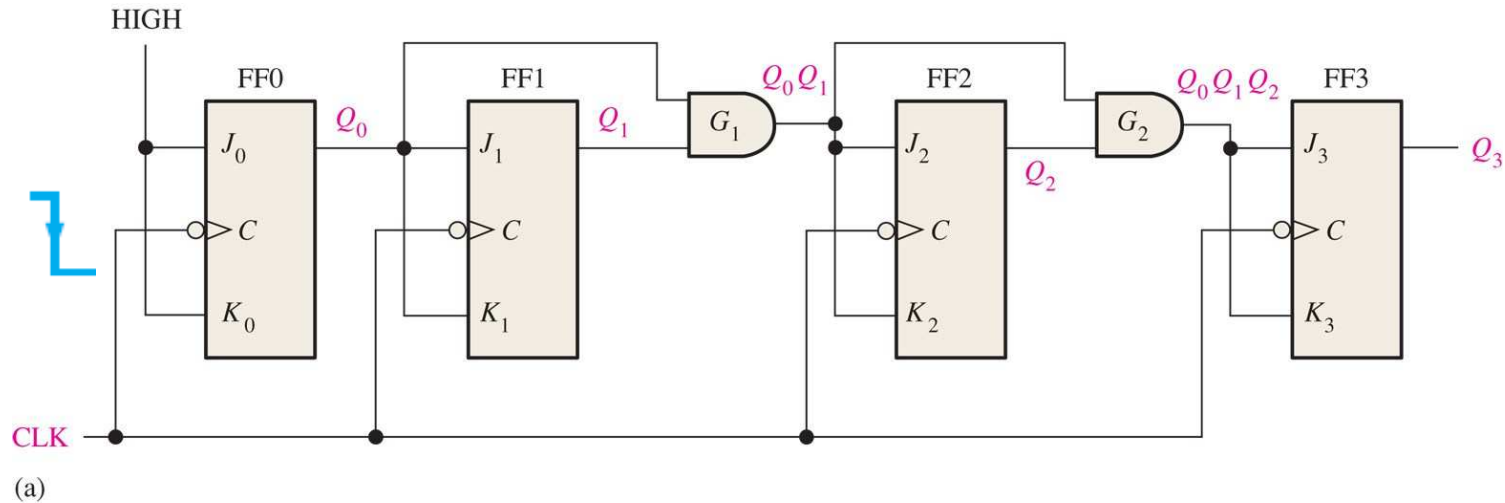 HIGH
FF0 FF1 FF2 FF3
Q₀ Q₁ Q₀Q₁ Q₂ Q₀Q₁Q₂ Q₃
G₁ G₂
J₀ J₁ J₂ J₃
C C C C
K₀ K₁ K₂ K₃
CLK
(a)